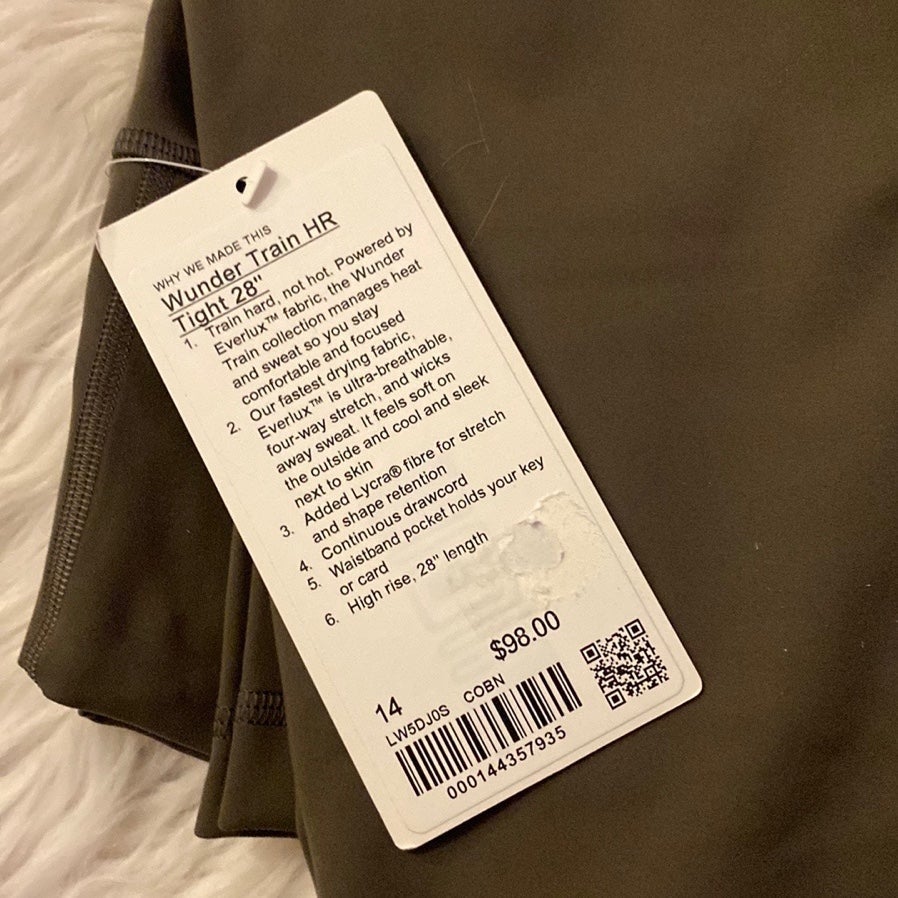 WHY WE MADE THIS
Wunder Train HR
Tight 28"
1. Train hard, not hot. Powered by
Everlux™ fabric, the Wunder
Train collection manages heat
and sweat so you stay
comfortable and focused
2. Our fastest drying fabric,
Everlux™ is ultra-breathable,
four-way stretch, and wicks
away sweat. It feels soft on
the outside and cool and sleek
next to skin
3. Added Lycra® fibre for stretch
and shape retention
4. Continuous drawcord
5. Waistband pocket holds your key
or card
6. High rise, 28" length
$98.00
14
LW5DJ0S COBN
000144357935